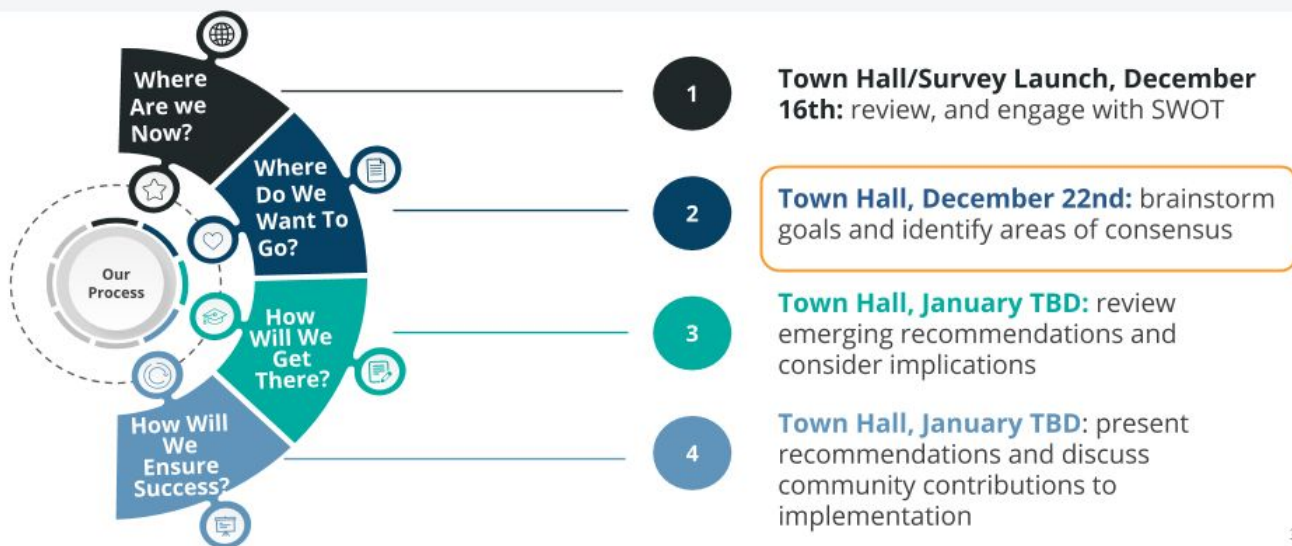 Where
Are we
Now?
Where
Do We
Want To
Go?
How
Will We
Get
There?
How Will
We
Ensure
Success?
Our
Process
1
Town Hall/Survey Launch, December
16th: review, and engage with SWOT
2
Town Hall, December 22nd: brainstorm
goals and identify areas of consensus
3
Town Hall, January TBD: review
emerging recommendations and
consider implications
4
Town Hall, January TBD: present
recommendations and discuss
community contributions to
implementation